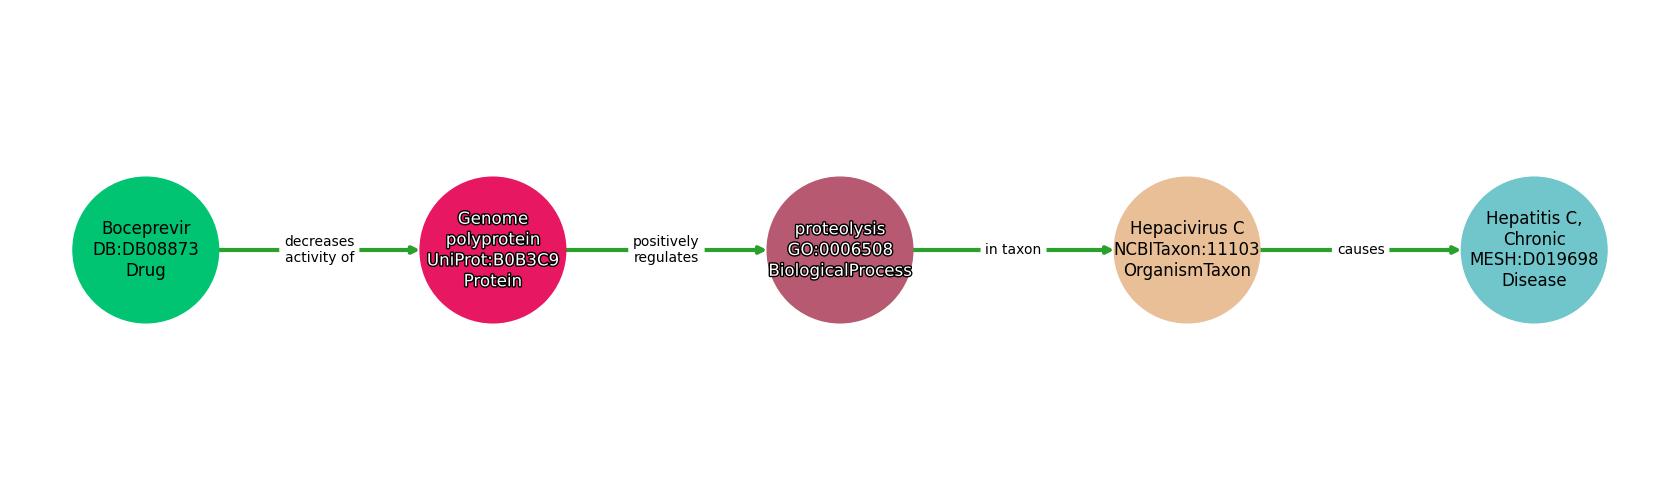 Boceprevir
DB:DB08873
Drug
decreases
activity of
Genome
polyprotein
UniProt:B0B3C9
Protein
positively
regulates
proteolysis
GO:0006508
BiologicalProcess
in taxon
Hepacivirus C
NCBITaxon:11103
OrganismTaxon
causes
Hepatitis C,
Chronic
MESH:D019698
Disease